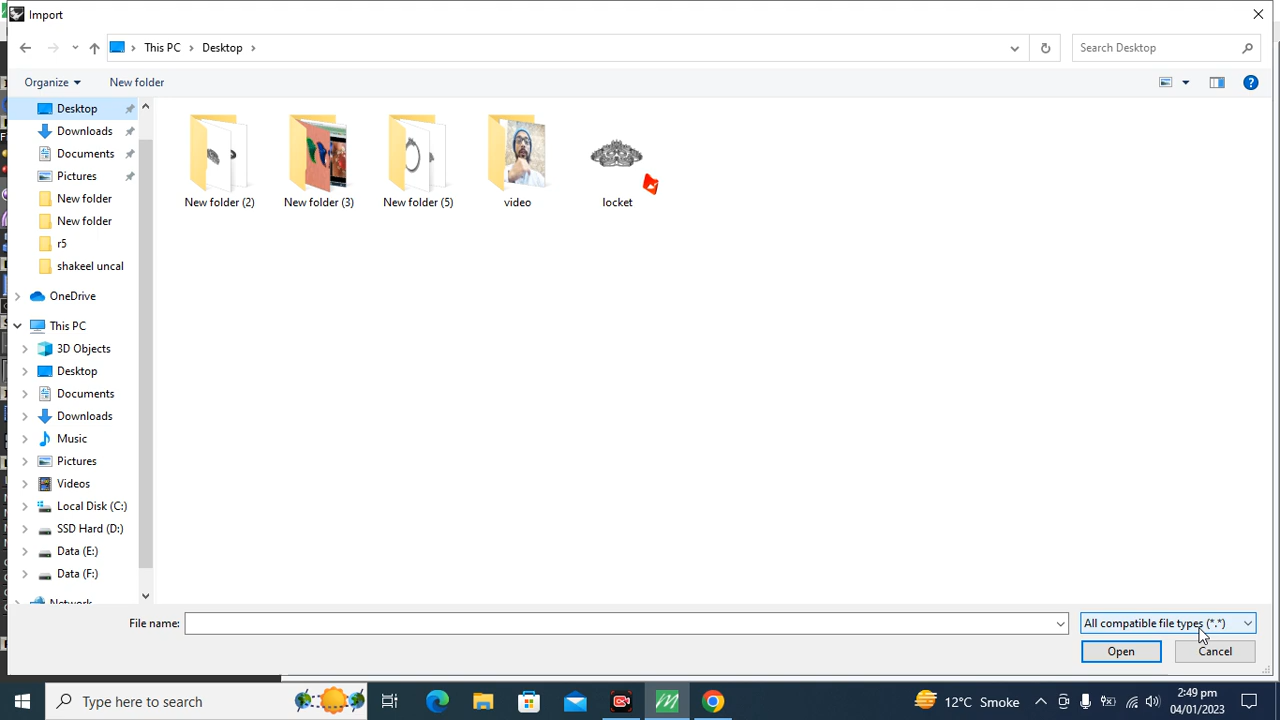 Import
This PC
Desktop
Search Desktop
Organize
New folder
Desktop
Downloads
Documents
Pictures
New folder
New folder
r5
shakeel uncal
OneDrive
This PC
3D Objects
Desktop
Documents
Downloads
Music
Pictures
Videos
Local Disk (C:)
SSD Hard (D:)
Data (E:)
Data (F:)
Network
New folder (2)
New folder (3)
New folder (5)
video
locket
File name:
All compatible file types (*.*)
Open
Cancel
Type here to search
12°C Smoke
2:49 pm
04/01/2023